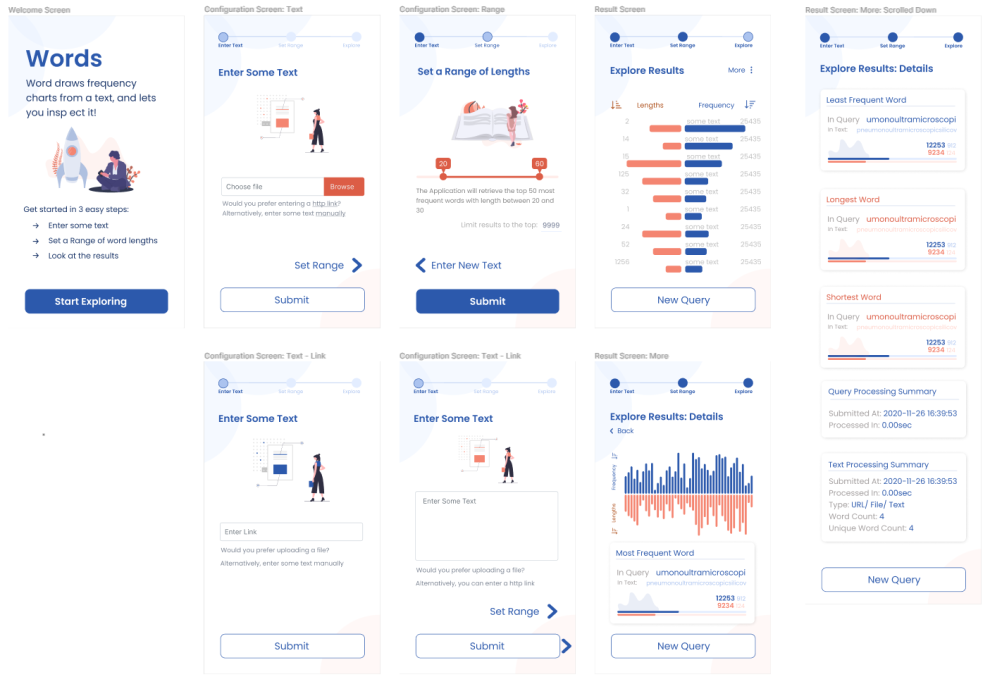 Welcome Screen
Words
Word draws frequency
charts from a text, and lets
you insp ect it!
Get started in 3 easy steps:
→ Enter some text
→ Set a Range of word lengths
→ Look at the results
Start Exploring
Configuration Screen: Text
Enter Text
Set Range
Explore
Enter Some Text
Choose file
Browse
Would you prefer entering a http link?
Alternatively, enter some text manually
Set Range
Submit
Configuration Screen: Range
Enter Text
Set Range
Explore
Set a Range of Lengths
20
60
The Application will retrieve the top 50 most
frequent words with length between 20 and
30
Limit results to the top: 9999
Enter New Text
Submit
Result Screen
Enter Text
Set Range
Explore
Explore Results
More
Lengths
Frequency
2 some text 25435
14 some text 25435
15 some text 25435
125 some text 25435
32 some text 25435
1 some text 25435
24 some text 25435
52 some text 25435
1256 some text 25435
New Query
Result Screen: More: Scrolled Down
Enter Text
Set Range
Explore
Explore Results: Details
Least Frequent Word
In Query umonoultramicroscopi
In Text: pneumonoultramicroscopicsilicov
12253 912
9234 124
Longest Word
In Query umonoultramicroscopi
In Text: pneumonoultramicroscopicsilicov
12253 912
9234 124
Shortest Word
In Query umonoultramicroscopi
In Text: pneumonoultramicroscopicsilicov
12253 912
9234 124
Query Processing Summary
Submitted At: 2020-11-26 16:39:53
Processed In: 0.00sec
Text Processing Summary
Submitted At: 2020-11-26 16:39:53
Processed In: 0.00sec
Type: URL/ File/ Text
Word Count: 4
Unique Word Count: 4
New Query
Configuration Screen: Text - Link
Enter Text
Set Range
Explore
Enter Some Text
Enter Link
Would you prefer uploading a file?
Alternatively, enter some text manually
Submit
Configuration Screen: Text - Link
Enter Text
Set Range
Explore
Enter Some Text
Enter Some Text
Would you prefer uploading a file?
Alternatively, you can enter a http link
Set Range
Submit
Result Screen: More
Enter Text
Set Range
Explore
Explore Results: Details
Back
Frequency
Lengths
Most Frequent Word
In Query umonoultramicroscopi
In Text: pneumonoultramicroscopicsilicov
12253 912
9234 124
New Query